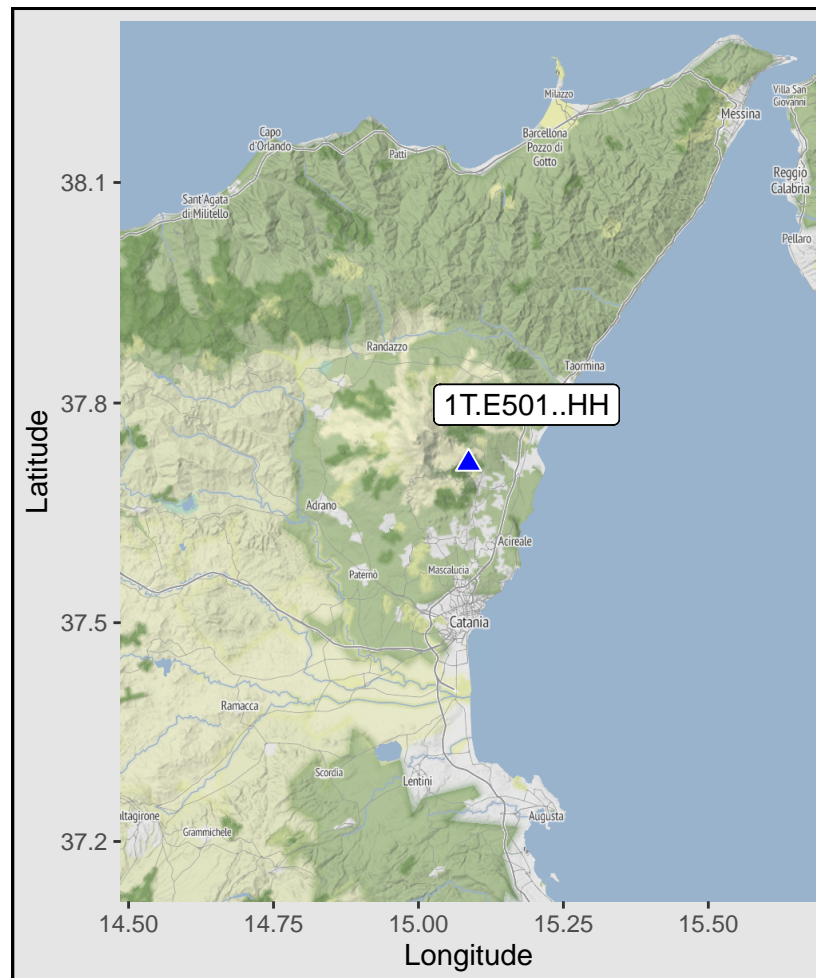 Milazzo
Villa San
Giovanni
Messina
Capo
d'Orlando
Barcellona
Pozzo di
Gotto
Patti
Reggio
Calabria
38.1
Sant'Agata
di Militello
Pellaro
Randazzo
Taormina
37.8
1T.E501..HH
Latitude
Adrano
Acireale
Paternò
Mascalucia
37.5
Catania
Ramacca
Scordia
Lentini
37.2
altagirone
Grammichele
Augusta
14.50
14.75
15.00
15.25
15.50
Longitude